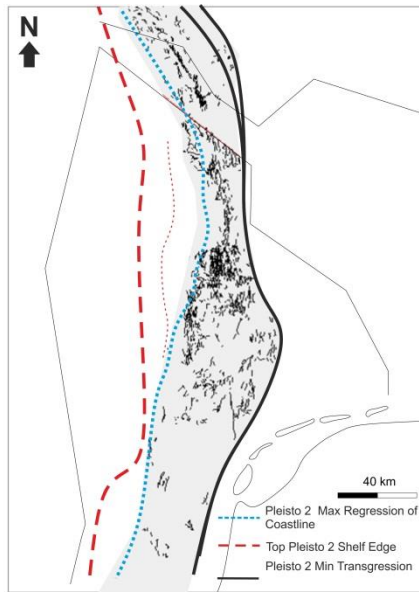 N
40 km
Pleisto 2 Max Regression of
Coastline
Top Pleisto 2 Shelf Edge
Pleisto 2 Min Transgression